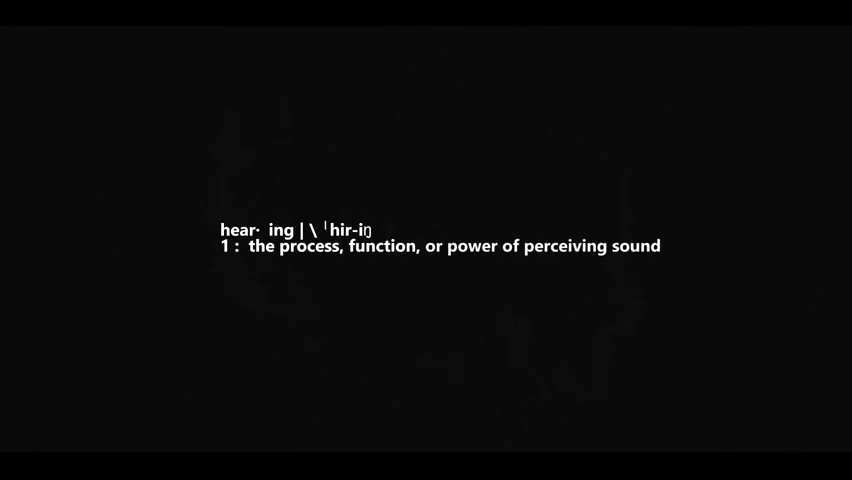 hear· ing | \ ˈhir-iŋ
1 : the process, function, or power of perceiving sound